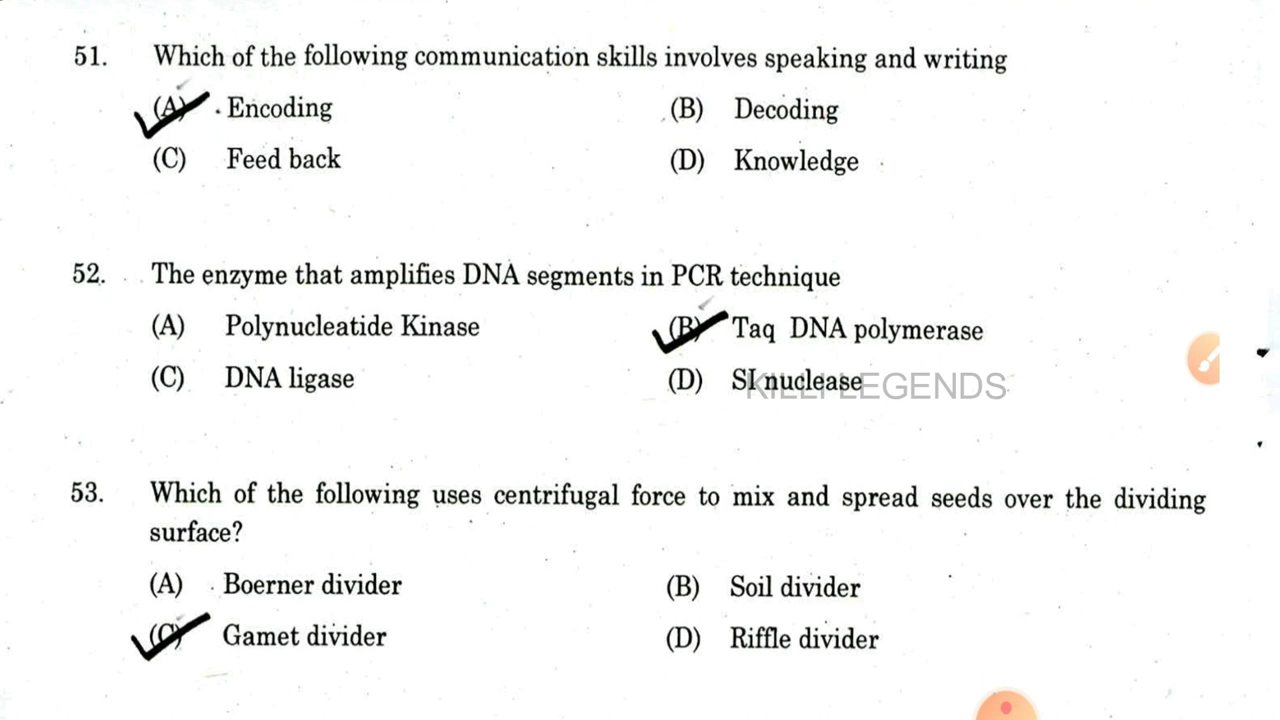 51. Which of the following communication skills involves speaking and writing
(A) Encoding (B) Decoding
(C) Feed back (D) Knowledge
52. The enzyme that amplifies DNA segments in PCR technique
(A) Polynucleatide Kinase (B) Taq DNA polymerase
(C) DNA ligase (D) SI nuclease
KILLI LEGENDS
53. Which of the following uses centrifugal force to mix and spread seeds over the dividing
surface?
(A) Boerner divider (B) Soil divider
(C) Gamet divider (D) Riffle divider